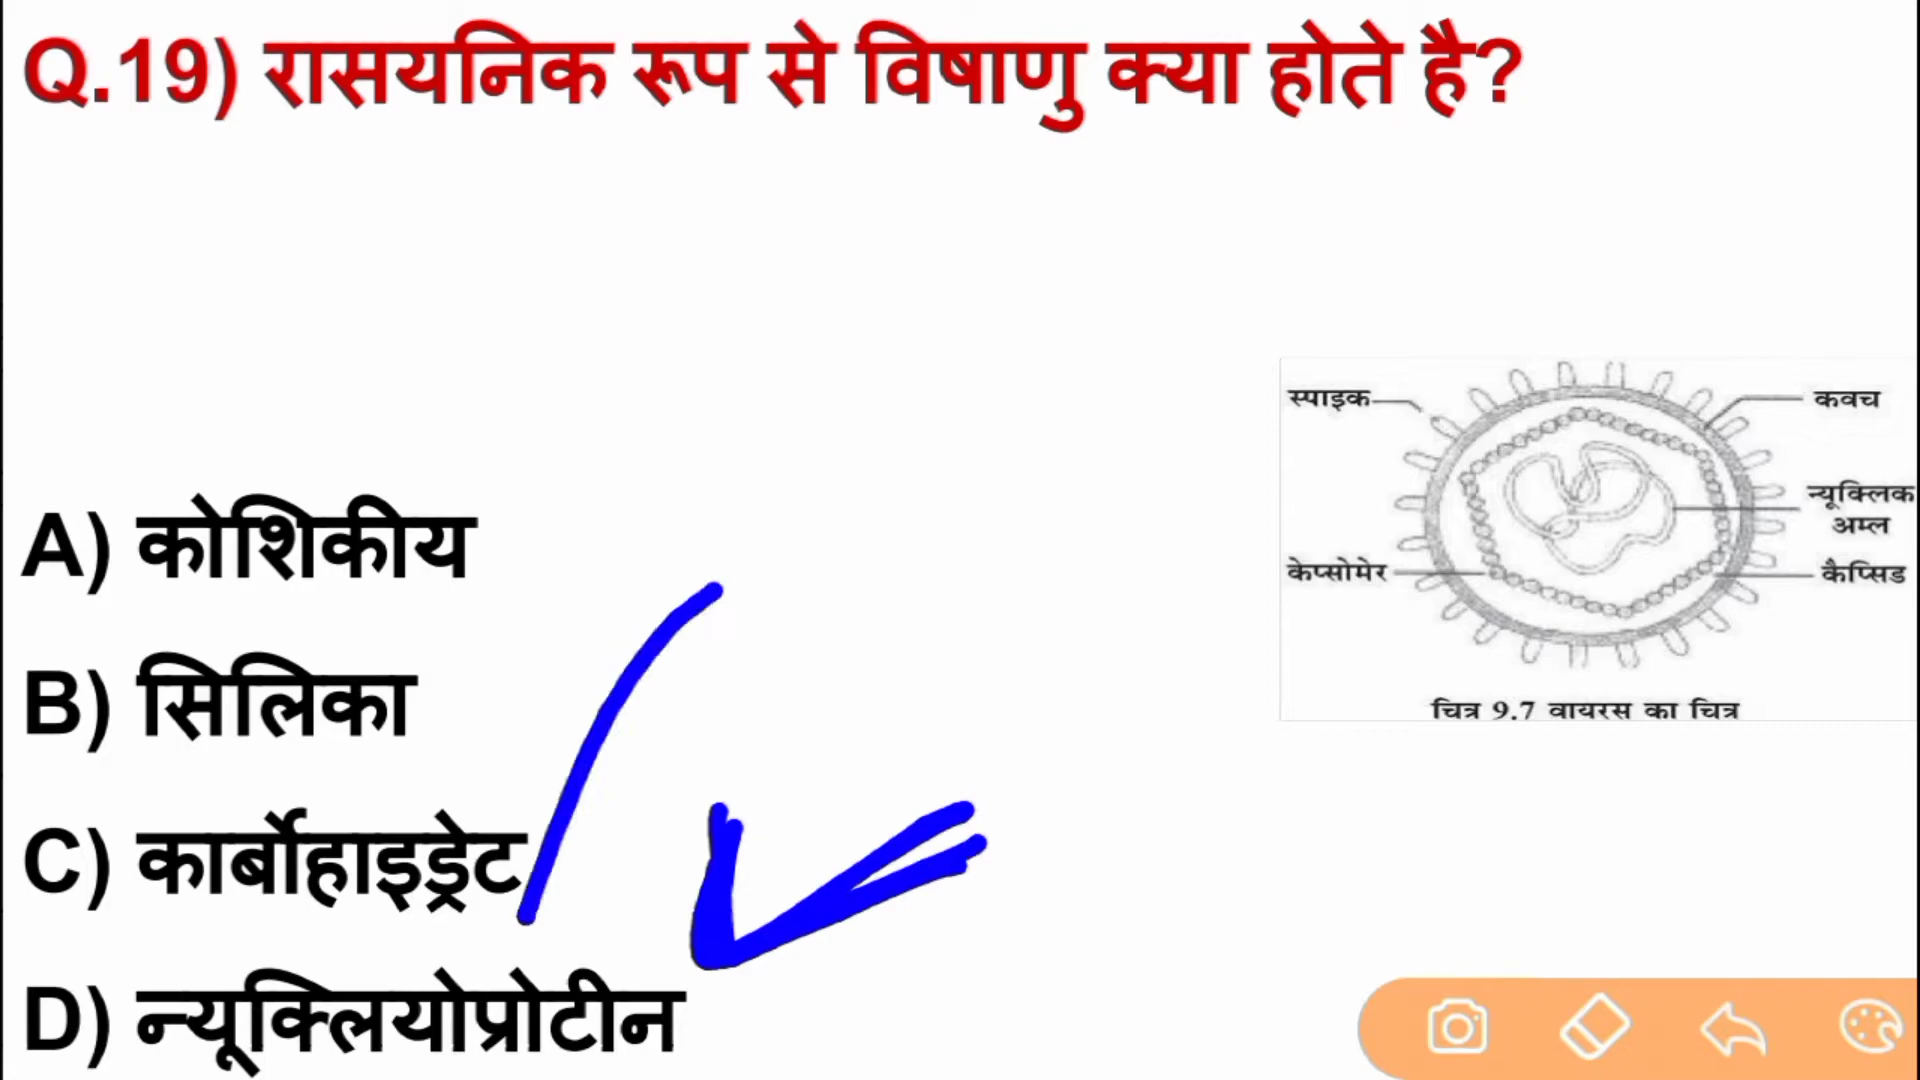 Q.19) रासयनिक रूप से विषाणु क्या होते है?
स्पाइक
कवच
न्यूक्लिक
अम्ल
केप्सोमेर
कैप्सिड
चित्र 9.7 वायरस का चित्र
A) कोशिकीय
B) सिलिका
C) कार्बोहाइड्रेट
D) न्यूक्लियोप्रोटीन